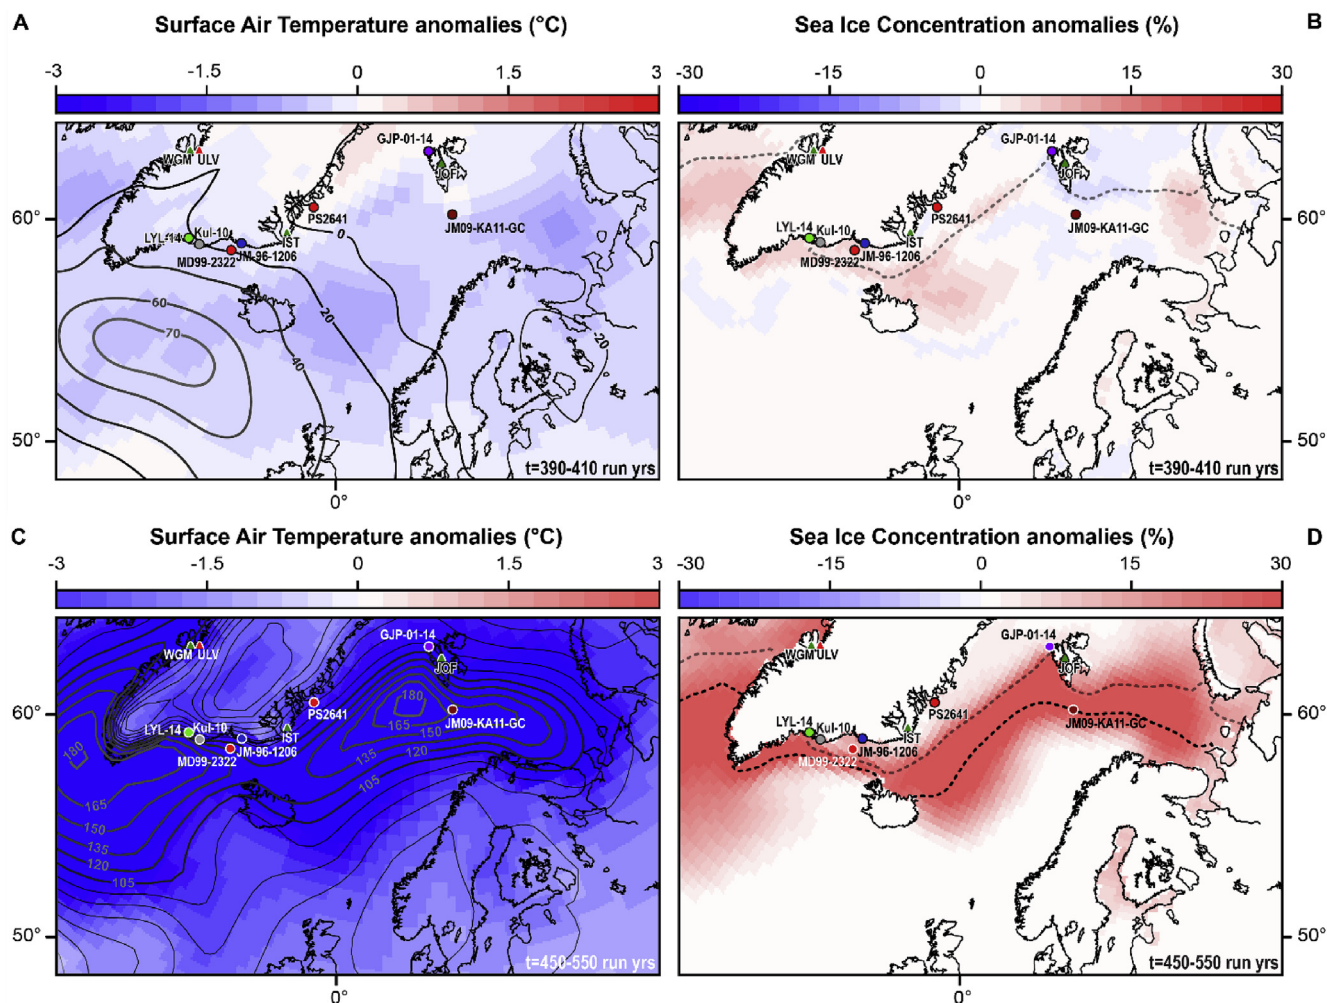 A
Surface Air Temperature anomalies (°C)
Sea Ice Concentration anomalies (%)
B
-3 -1.5 0 1.5 3
-30 -15 0 15 30
GJP-01-14
WGM ULV
JOF
60°
PS2641
0
JM09-KA11-GC
LYL-14 Kul-10
IST
MD99-2322 JM-96-1206
60
70
20
40
-20
50°
t=390-410 run yrs
0°
GJP-01-14
WGM ULV
JOF
PS2641
60°
JM09-KA11-GC
LYL-14 Kul-10
IST
MD99-2322 JM-96-1206
50°
t=390-410 run yrs
0°
C
Surface Air Temperature anomalies (°C)
Sea Ice Concentration anomalies (%)
D
-3 -1.5 0 1.5 3
-30 -15 0 15 30
GJP-01-14
WGM ULV
JOF
180
60°
PS2641
165
JM09-KA11-GC
LYL-14 Kul-10
IST
150
MD99-2322 JM-96-1206
135
120
105
180
165
150
135
120
105
50°
t=450-550 run yrs
0°
GJP-01-14
WGM ULV
JOF
PS2641
60°
JM09-KA11-GC
LYL-14 Kul-10
IST
MD99-2322 JM-96-1206
50°
t=450-550 run yrs
0°